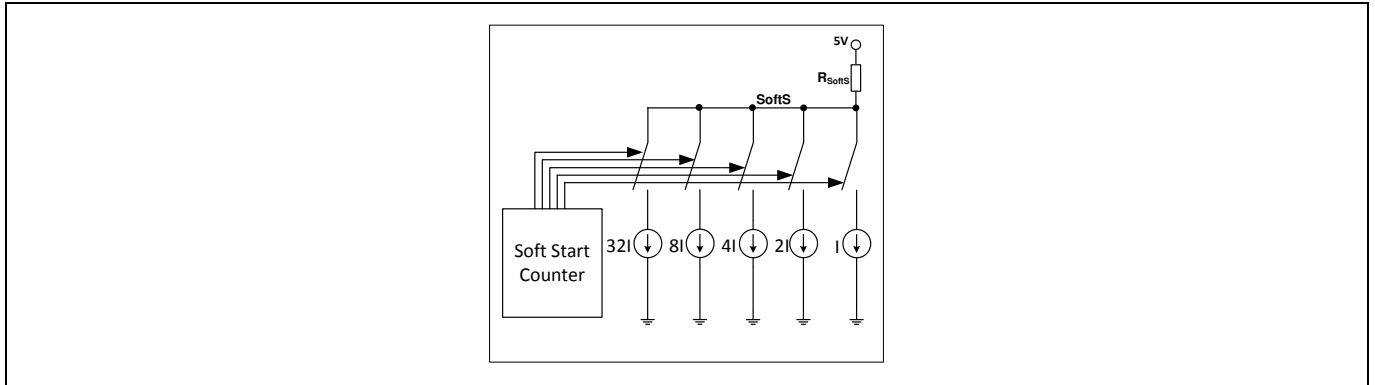 5V
RSoftS
SoftS
32I 8I 4I 2I I
Soft Start
Counter